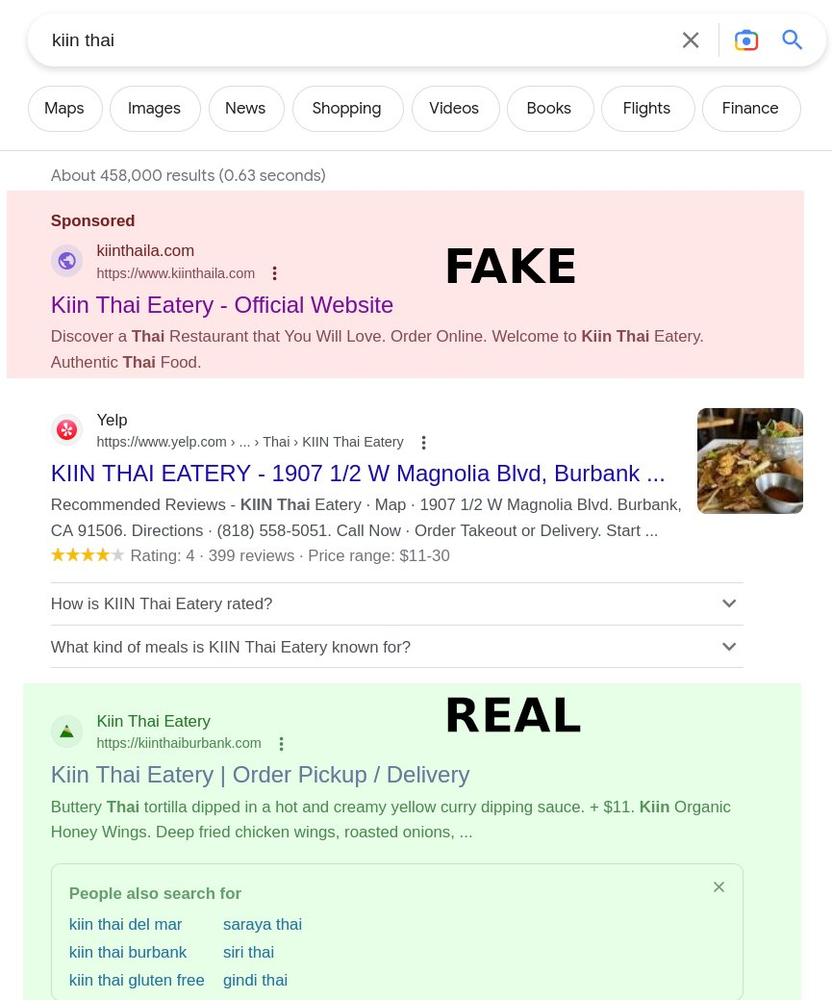 kiin thai
Maps Images News Shopping Videos Books Flights Finance
About 458,000 results (0.63 seconds)
Sponsored
kiinthaila.com
https://www.kiinthaila.com
FAKE
Kiin Thai Eatery - Official Website
Discover a Thai Restaurant that You Will Love. Order Online. Welcome to Kiin Thai Eatery.
Authentic Thai Food.
Yelp
https://www.yelp.com › ... › Thai › KIIN Thai Eatery
KIIN THAI EATERY - 1907 1/2 W Magnolia Blvd, Burbank ...
Recommended Reviews - KIIN Thai Eatery · Map · 1907 1/2 W Magnolia Blvd. Burbank,
CA 91506. Directions · (818) 558-5051. Call Now · Order Takeout or Delivery. Start ...
Rating: 4 · 399 reviews · Price range: $11-30
How is KIIN Thai Eatery rated?
What kind of meals is KIIN Thai Eatery known for?
REAL
Kiin Thai Eatery
https://kiinthaiburbank.com
Kiin Thai Eatery | Order Pickup / Delivery
Buttery Thai tortilla dipped in a hot and creamy yellow curry dipping sauce. + $11. Kiin Organic
Honey Wings. Deep fried chicken wings, roasted onions, ...
People also search for
kiin thai del mar saraya thai
kiin thai burbank siri thai
kiin thai gluten free gindi thai